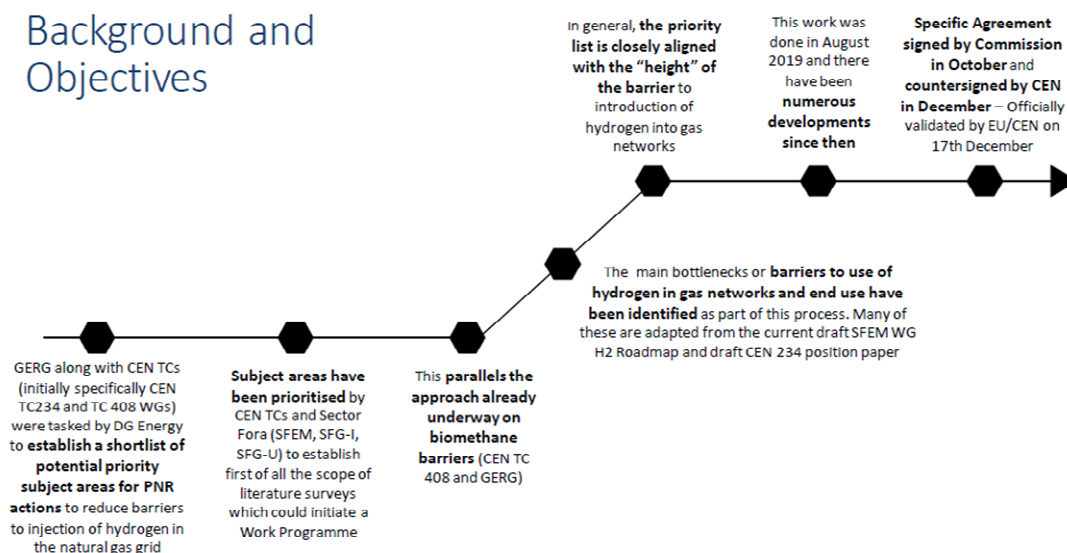 Background and
Objectives
GERG along with CEN TCs
(initially specifically CEN
TC234 and TC 408 WGs)
were tasked by DG Energy
to establish a shortlist of
potential priority
subject areas for PNR
actions to reduce barriers
to injection of hydrogen in
the natural gas grid
Subject areas have
been prioritised by
CEN TCs and Sector
Fora (SFEM, SFG-I,
SFG-U) to establish
first of all the scope of
literature surveys
which could initiate a
Work Programme
This parallels the
approach already
underway on
biomethane
barriers (CEN TC
408 and GERG)
The main bottlenecks or barriers to use of
hydrogen in gas networks and end use have
been identified as part of this process. Many of
these are adapted from the current draft SFEM WG
H2 Roadmap and draft CEN 234 position paper
In general, the priority
list is closely aligned
with the “height” of
the barrier to
introduction of
hydrogen into gas
networks
This work was
done in August
2019 and there
have been
numerous
developments
since then
Specific Agreement
signed by Commission
in October and
countersigned by CEN
in December – Officially
validated by EU/CEN on
17th December